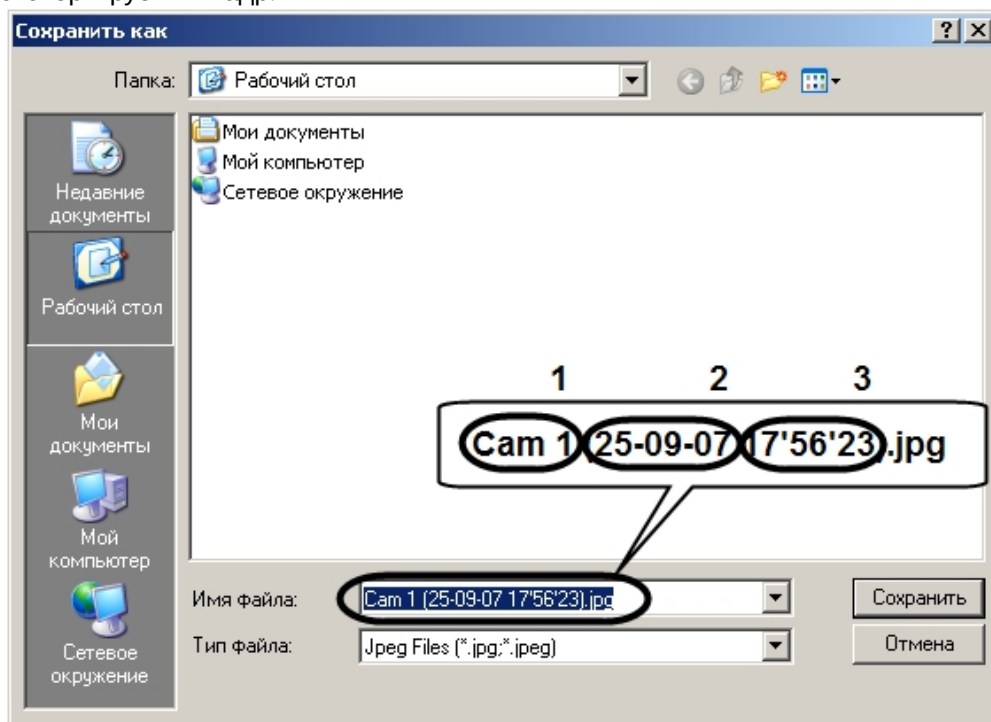 Сохранить как
Папка: Рабочий стол
Мои документы
Мой компьютер
Сетевое окружение
Недавние
документы
Рабочий стол
Мои
документы
Мой
компьютер
Сетевое
окружение
1 2 3
Cam 1 (25-09-07 17'56'23).jpg
Имя файла: Cam 1 (25-09-07 17'56'23).jpg Сохранить
Тип файла: Jpeg Files (*.jpg;*.jpeg) Отмена